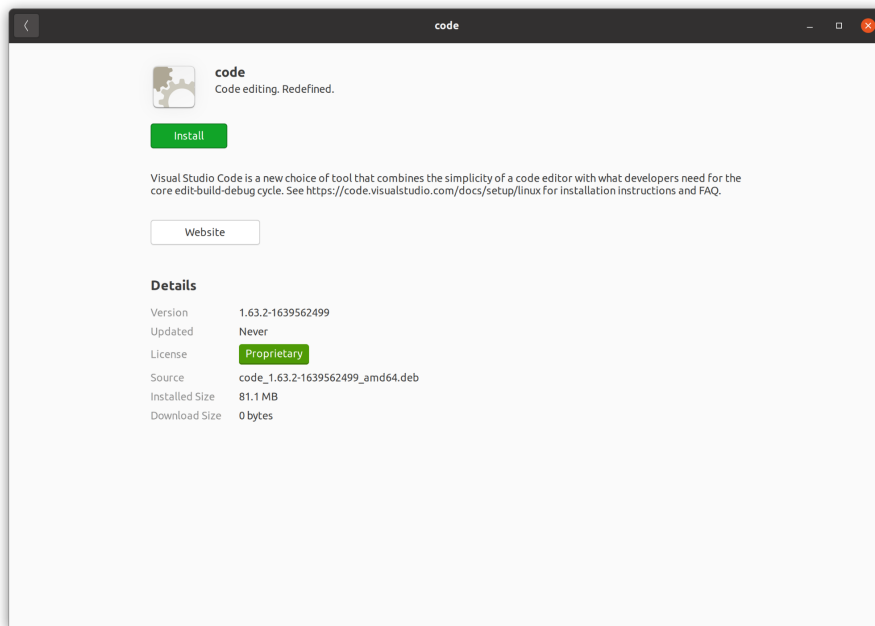 code
code
Code editing. Redefined.
Install
Visual Studio Code is a new choice of tool that combines the simplicity of a code editor with what developers need for the
core edit-build-debug cycle. See https://code.visualstudio.com/docs/setup/linux for installation instructions and FAQ.
Website
Details
Version 1.63.2-1639562499
Updated Never
License Proprietary
Source code_1.63.2-1639562499_amd64.deb
Installed Size 81.1 MB
Download Size 0 bytes